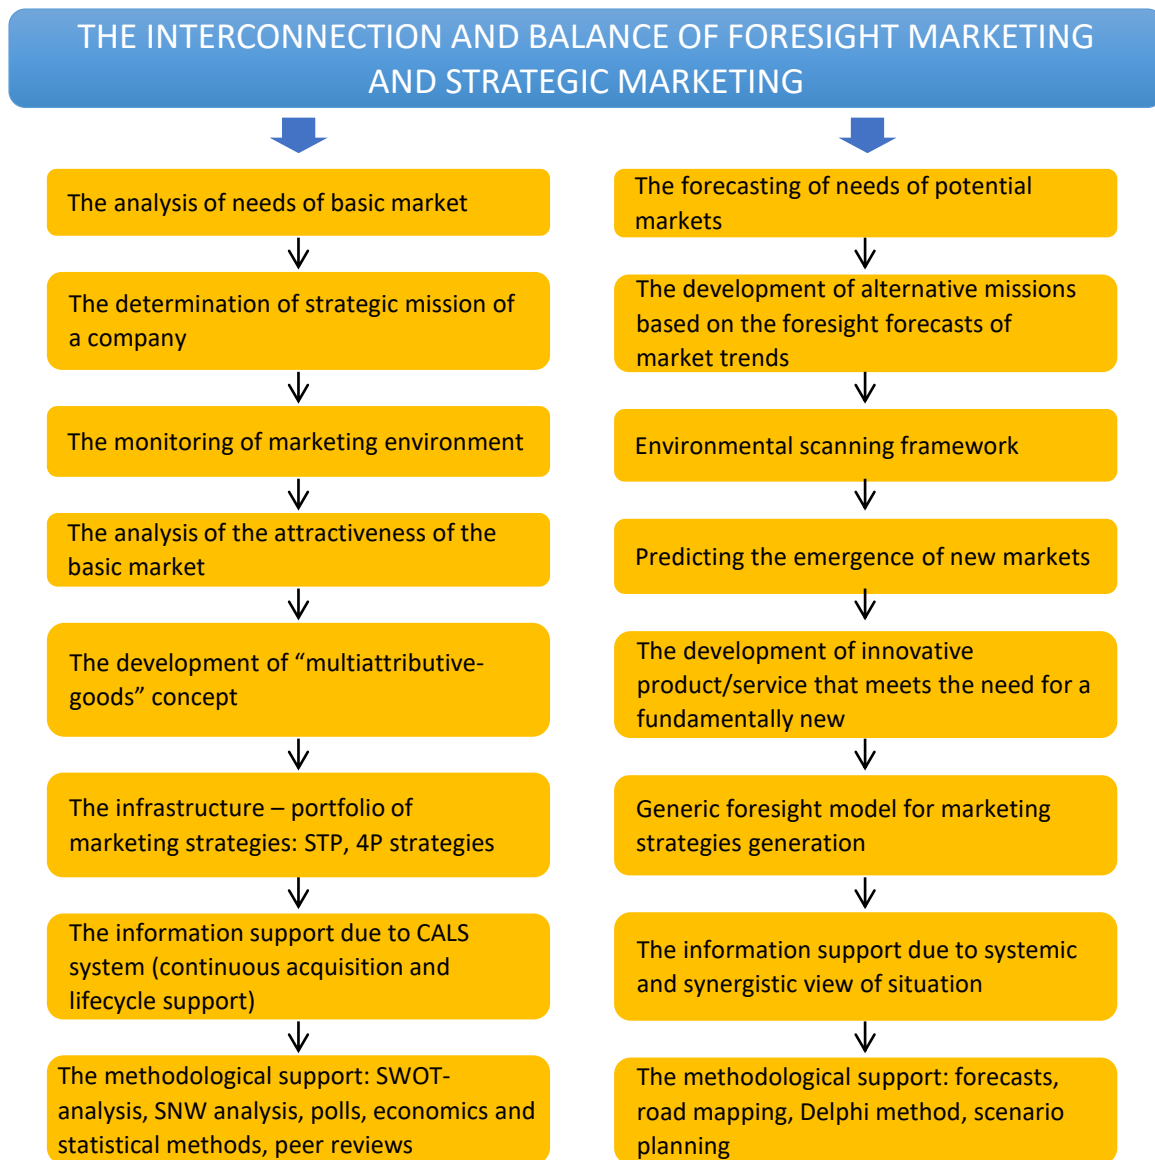 THE INTERCONNECTION AND BALANCE OF FORESIGHT MARKETING
AND STRATEGIC MARKETING
The analysis of needs of basic market
The determination of strategic mission of
a company
The monitoring of marketing environment
The analysis of the attractiveness of the
basic market
The development of “multiattributive-
goods” concept
The infrastructure – portfolio of
marketing strategies: STP, 4P strategies
The information support due to CALS
system (continuous acquisition and
lifecycle support)
The methodological support: SWOT-
analysis, SNW analysis, polls, economics and
statistical methods, peer reviews
The forecasting of needs of potential
markets
The development of alternative missions
based on the foresight forecasts of
market trends
Environmental scanning framework
Predicting the emergence of new markets
The development of innovative
product/service that meets the need for a
fundamentally new
Generic foresight model for marketing
strategies generation
The information support due to systemic
and synergistic view of situation
The methodological support: forecasts,
road mapping, Delphi method, scenario
planning